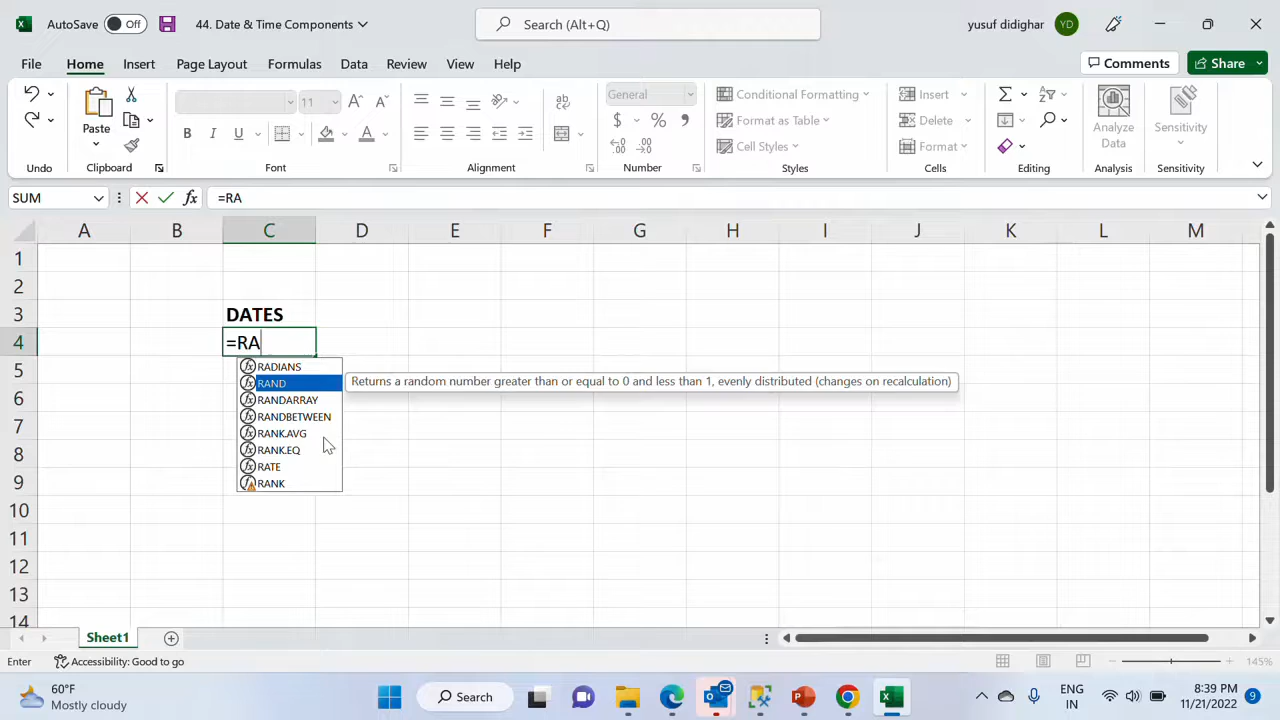 AutoSave Off 44. Date & Time Components Search (Alt+Q) yusuf didighar YD
File Home Insert Page Layout Formulas Data Review View Help Comments Share
Paste 11 General Conditional Formatting Insert Analyze Data Sensitivity
Format as Table Delete
Cell Styles Format
Undo Clipboard Font Alignment Number Styles Cells Editing Analysis Sensitivity
SUM =RA
A B C D E F G H I J K L M
1
2
3 DATES
4 =RA
5
6
7
8
9
10
11
12
13
14
RADIANS
RAND Returns a random number greater than or equal to 0 and less than 1, evenly distributed (changes on recalculation)
RANDARRAY
RANDBETWEEN
RANK.AVG
RANK.EQ
RATE
RANK
Sheet1
Enter Accessibility: Good to go 145%
60°F Search ENG 8:39 PM
Mostly cloudy IN 11/21/2022 9